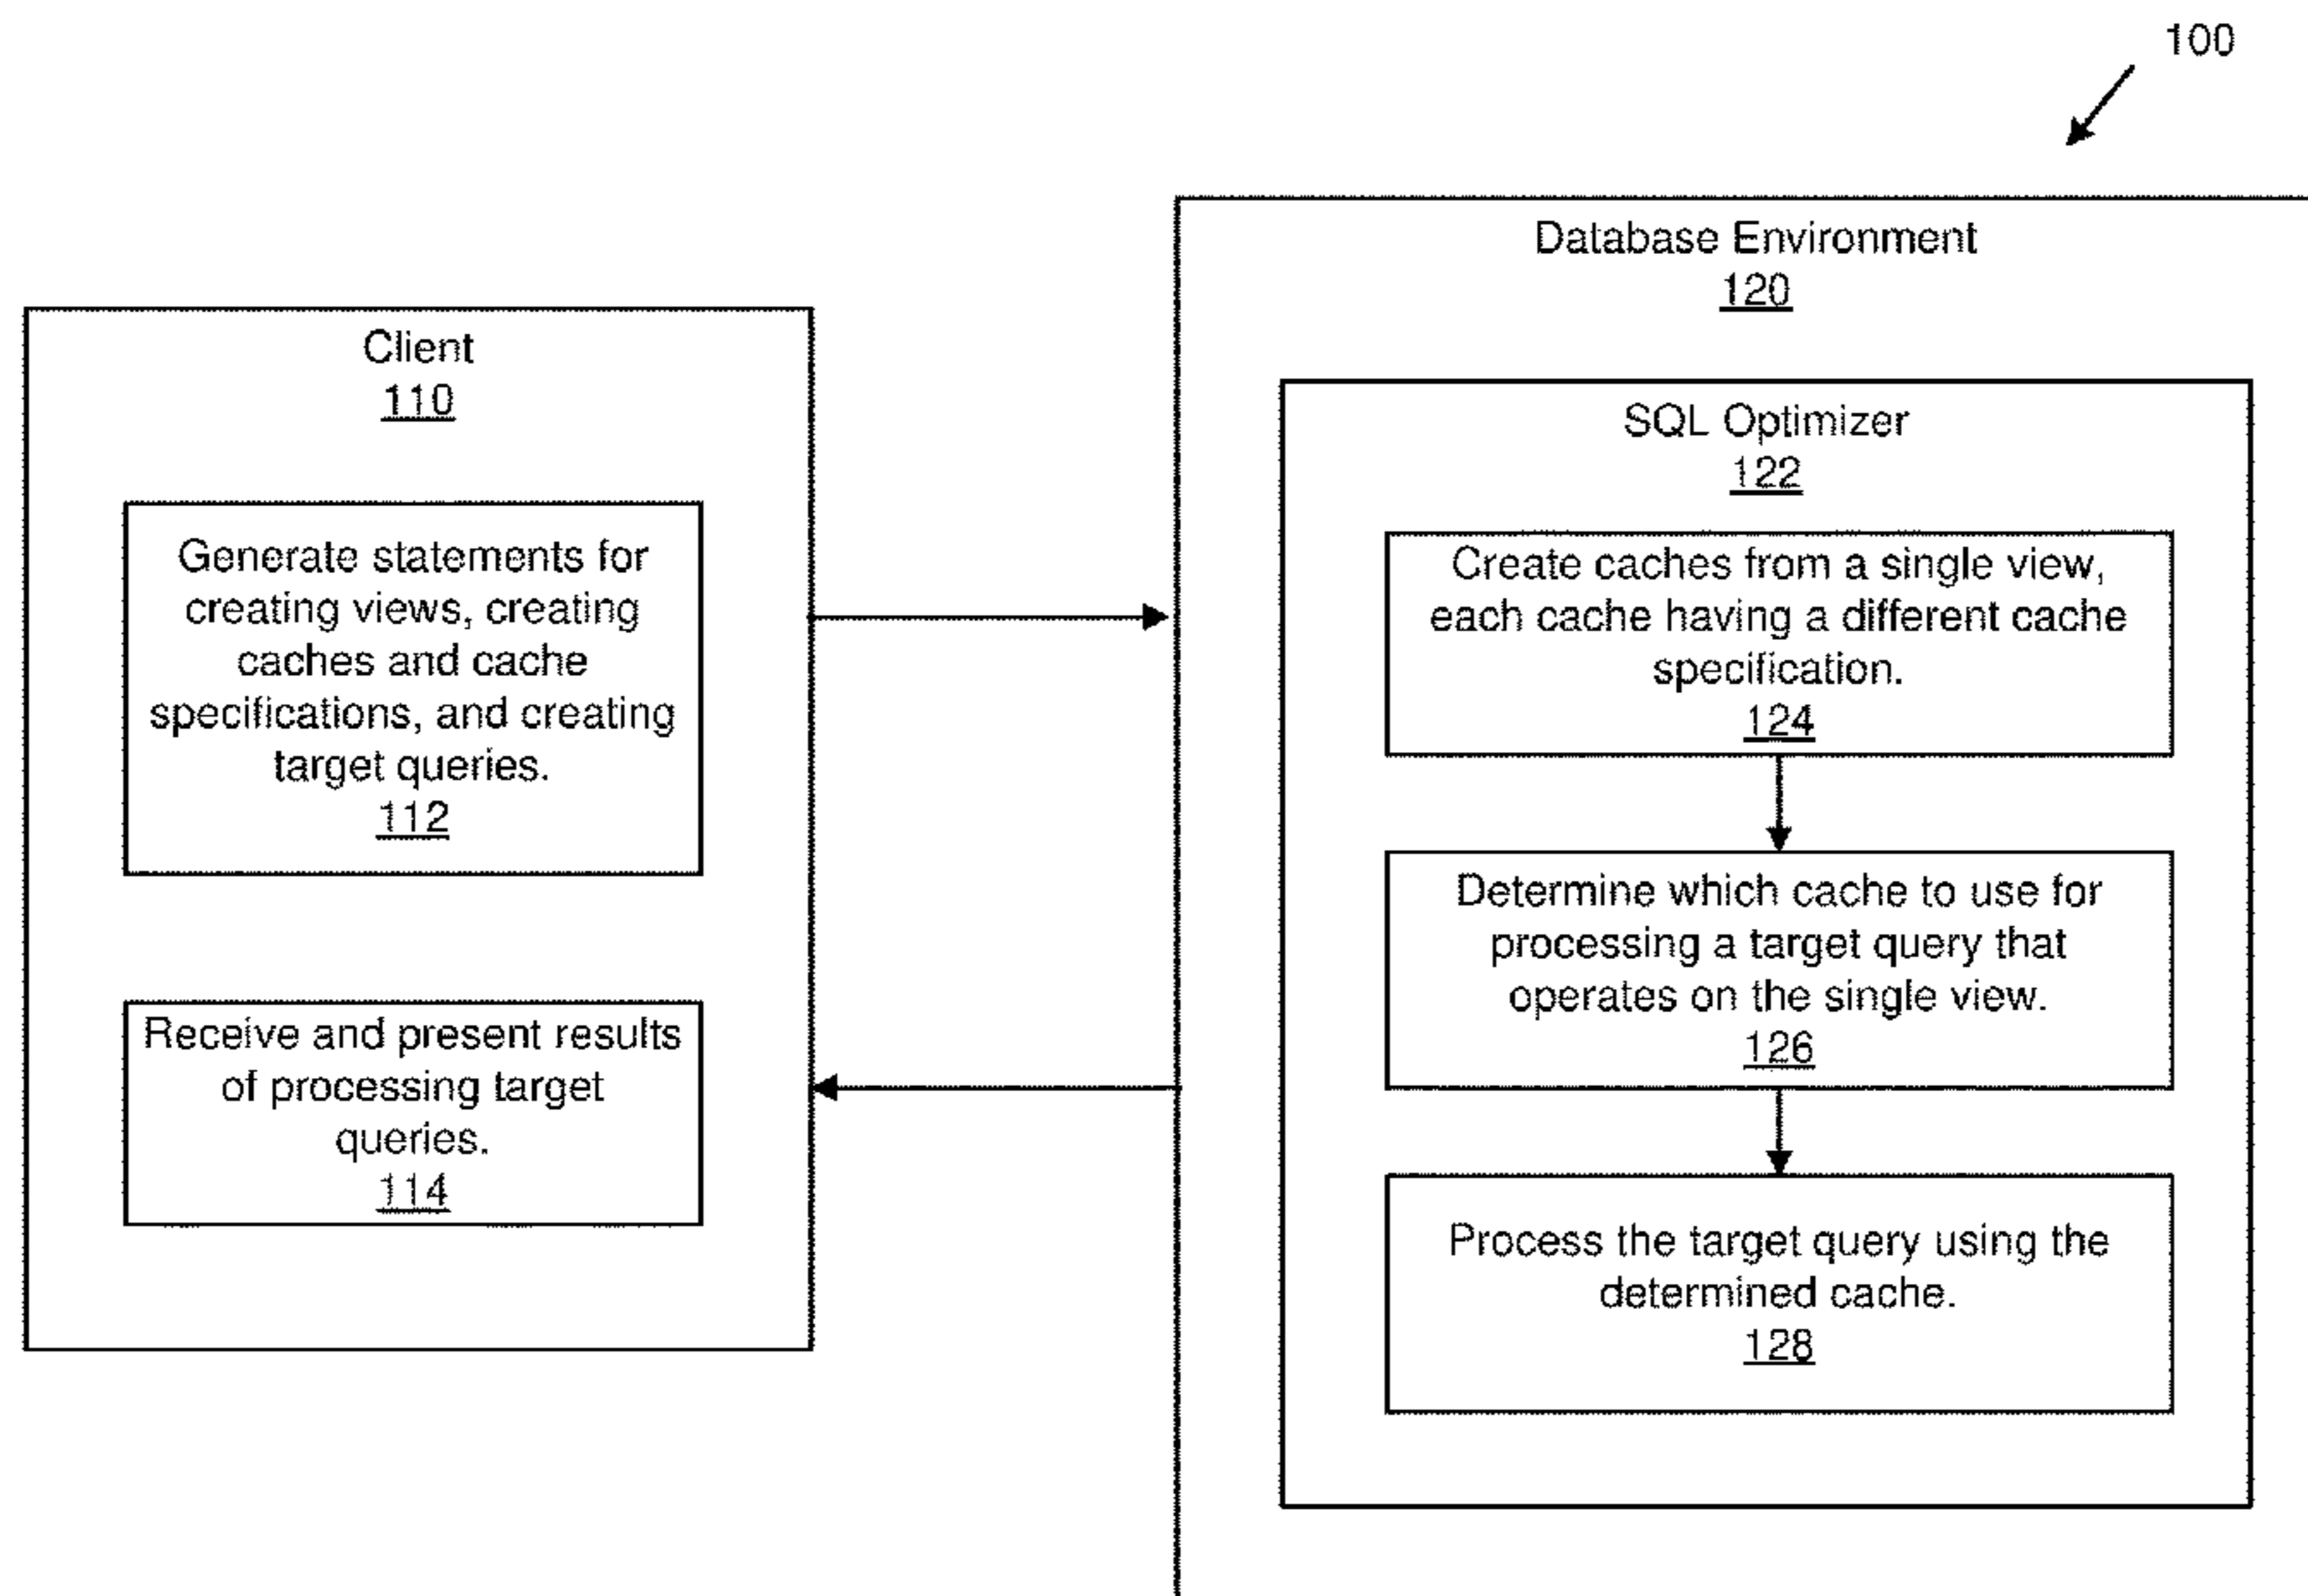 100
Client
110
Generate statements for
creating views, creating
caches and cache
specifications, and creating
target queries.
112
Receive and present results
of processing target
queries.
114
Database Environment
120
SQL Optimizer
122
Create caches from a single view,
each cache having a different cache
specification.
124
Determine which cache to use for
processing a target query that
operates on the single view.
126
Process the target query using the
determined cache.
128